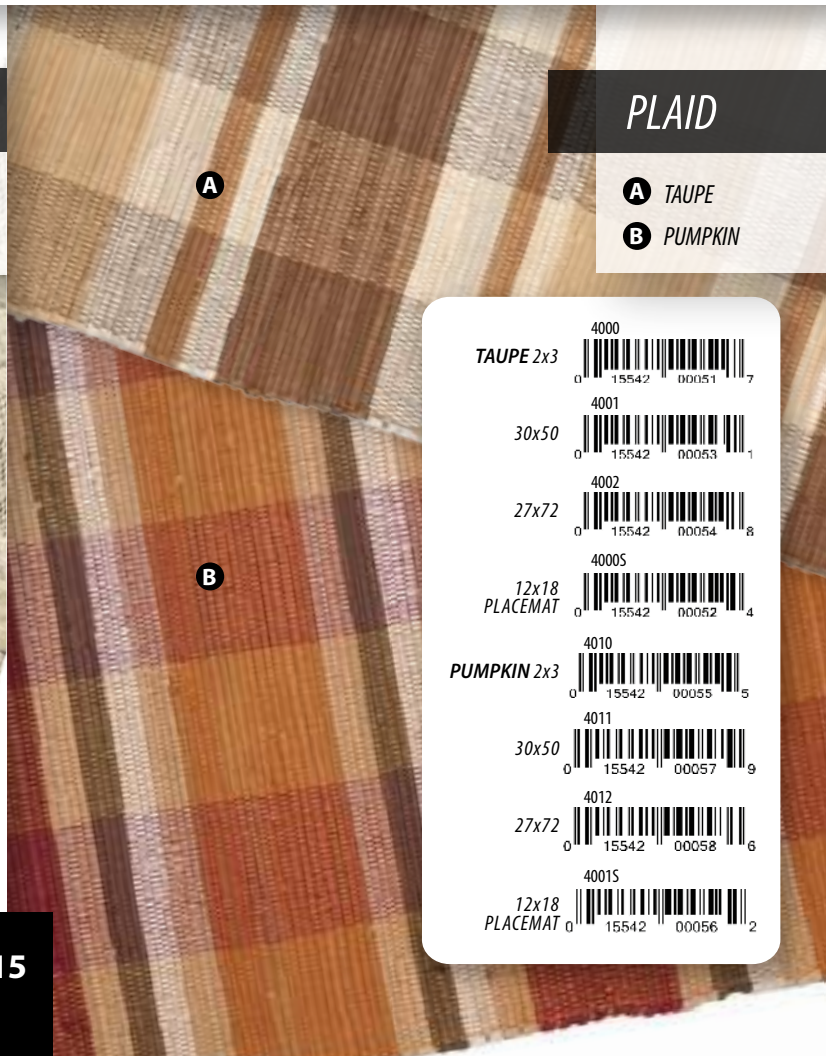 PLAID
A TAUPE
B PUMPKIN
A
B
4000
TAUPE 2x3
0 15542 00051 7
4001
30x50
0 15542 00053 1
4002
27x72
0 15542 00054 8
4000S
12x18
PLACEMAT
0 15542 00052 4
4010
PUMPKIN 2x3
0 15542 00055 5
4011
30x50
0 15542 00057 9
4012
27x72
0 15542 00058 6
4001S
12x18
PLACEMAT
0 15542 00056 2
15